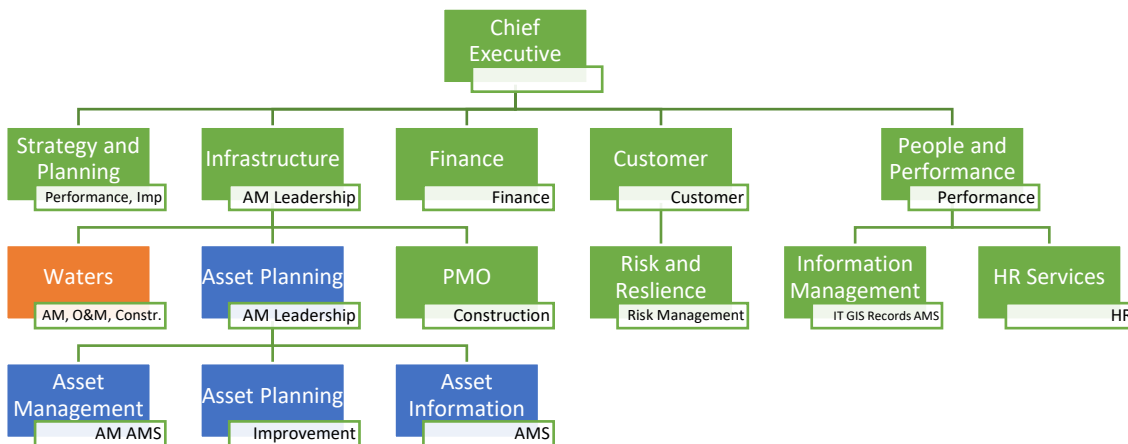 Chief
Executive
Strategy and
Planning
Performance, Imp
Infrastructure
AM Leadership
Finance
Finance
Customer
Customer
People and
Performance
Performance
Waters
AM, O&M, Constr.
Asset Planning
AM Leadership
PMO
Construction
Risk and
Reslience
Risk Management
Information
Management
IT GIS Records AMS
HR Services
HR
Asset
Management
AM AMS
Asset Planning
Improvement
Asset
Information
AMS